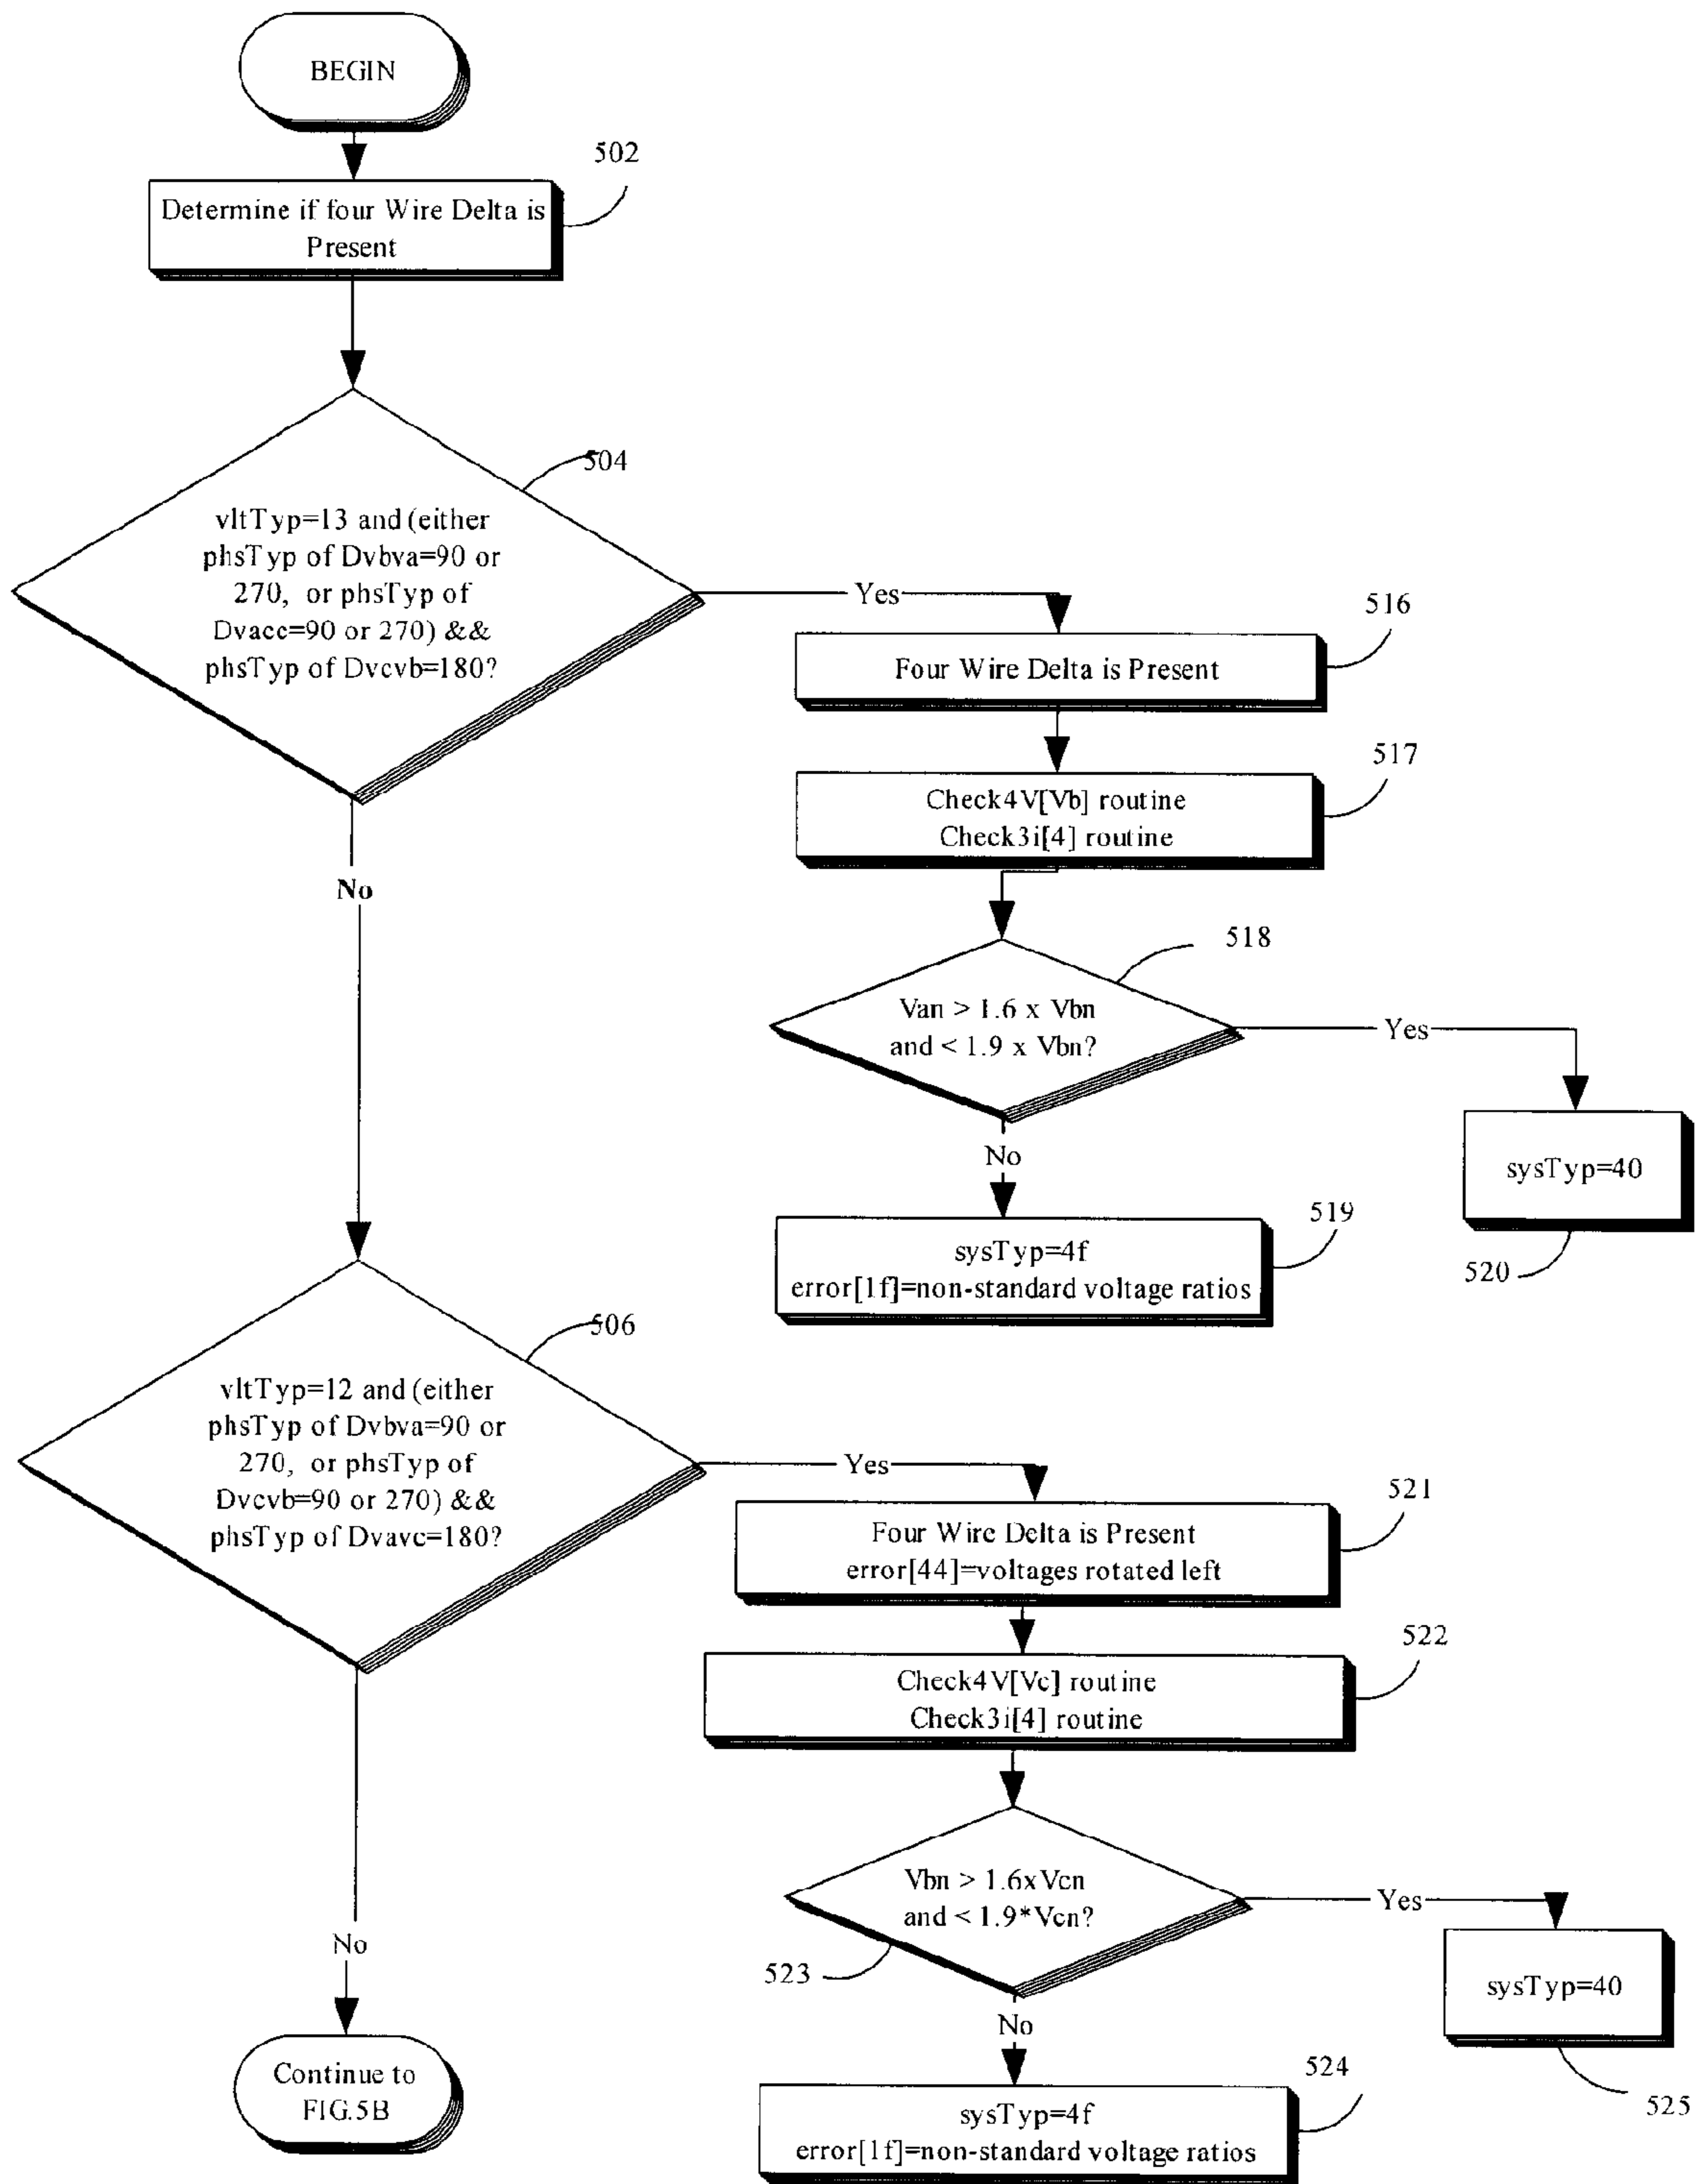 BEGIN
502
Determine if four Wire Delta is
Present
504
vltTyp=13 and (either
phsTyp of Dvbva=90 or
270, or phsTyp of
Dvacc=90 or 270) &&
phsTyp of Dvcvb=180?
Yes
516
Four Wire Delta is Present
517
Check4V[Vb] routine
Check3i[4] routine
No
518
Van > 1.6 x Vbn
and < 1.9 x Vbn?
Yes
No
sysTyp=40
520
519
sysTyp=4f
error[1f]=non-standard voltage ratios
506
vltTyp=12 and (either
phsTyp of Dvbva=90 or
270, or phsTyp of
Dvcvb=90 or 270) &&
phsTyp of Dvavc=180?
Yes
521
Four Wire Delta is Present
error[44]=voltages rotated left
522
Check4V[Vc] routine
Check3i[4] routine
Vbn > 1.6xVcn
and < 1.9*Vcn?
523
Yes
sysTyp=40
525
No
No
Continue to
FIG.5B
524
sysTyp=4f
error[1f]=non-standard voltage ratios